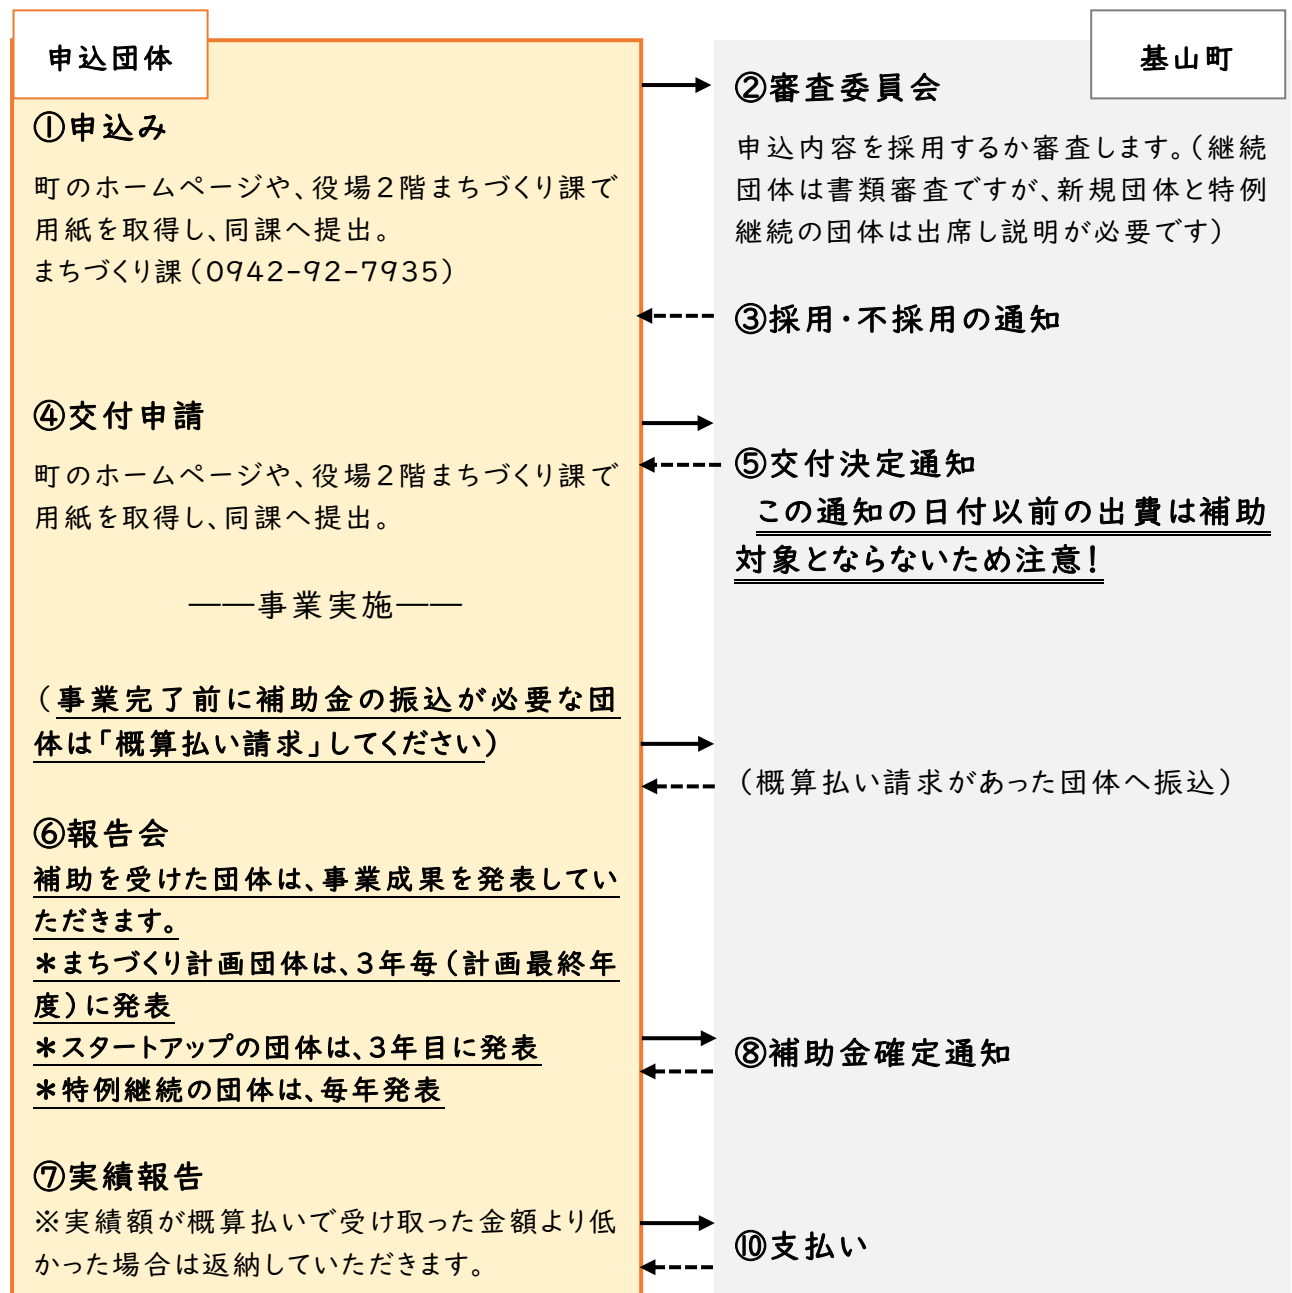 申込団体
①申込み
町のホームページや、役場２階まちづくり課で
用紙を取得し、同課へ提出。
まちづくり課（0942-92-7935）
④交付申請
町のホームページや、役場２階まちづくり課で
用紙を取得し、同課へ提出。
――事業実施――
（事業完了前に補助金の振込が必要な団
体は「概算払い請求」してください）
⑥報告会
補助を受けた団体は、事業成果を発表してい
ただきます。
＊まちづくり計画団体は、３年毎（計画最終年
度）に発表
＊スタートアップの団体は、３年目に発表
＊特例継続の団体は、毎年発表
⑦実績報告
※実績額が概算払いで受け取った金額より低
かった場合は返納していただきます。
基山町
②審査委員会
申込内容を採用するか審査します。（継続
団体は書類審査ですが、新規団体と特例
継続の団体は出席し説明が必要です）
③採用・不採用の通知
⑤交付決定通知
この通知の日付以前の出費は補助
対象とならないため注意！
（概算払い請求があった団体へ振込）
⑧補助金確定通知
⑩支払い